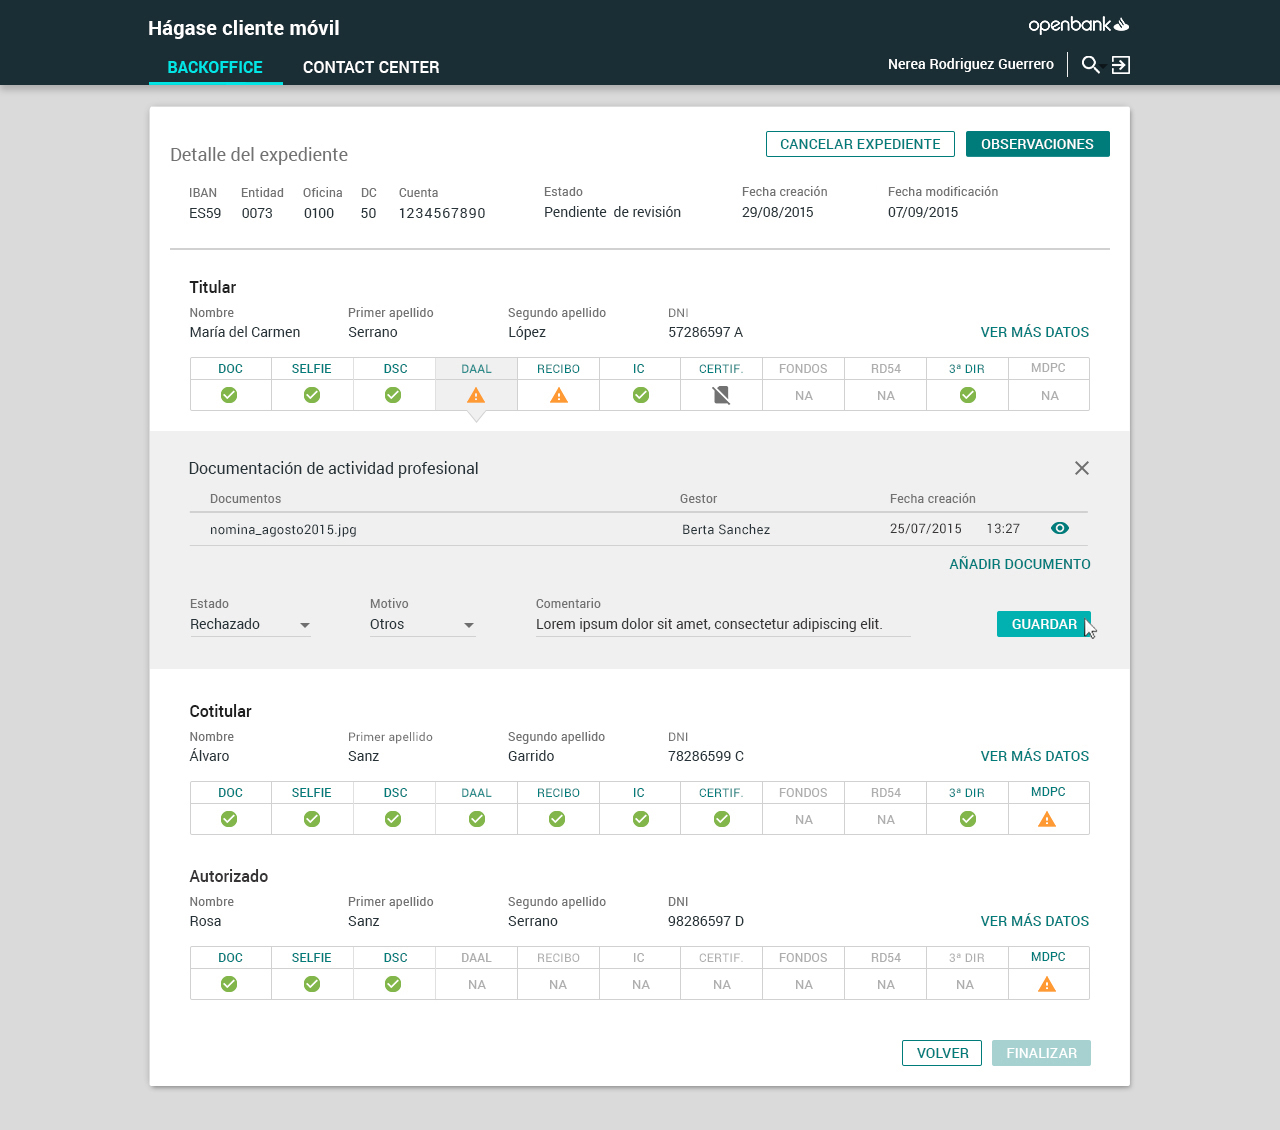 Hágase cliente móvil
openbank
BACKOFFICE CONTACT CENTER
Nerea Rodriguez Guerrero
Detalle del expediente
CANCELAR EXPEDIENTE OBSERVACIONES
IBAN Entidad Oficina DC Cuenta Estado Fecha creación Fecha modificación
ES59 0073 0100 50 1234567890 Pendiente de revisión 29/08/2015 07/09/2015
Titular
Nombre Primer apellido Segundo apellido DNI
María del Carmen Serrano López 57286597 A VER MÁS DATOS
DOC SELFIE DSC DAAL RECIBO IC CERTIF. FONDOS RD54 3ª DIR MDPC
NA NA NA
Documentación de actividad profesional
Documentos Gestor Fecha creación
nomina_agosto2015.jpg Berta Sanchez 25/07/2015 13:27
AÑADIR DOCUMENTO
Estado Motivo Comentario
Rechazado Otros Lorem ipsum dolor sit amet, consectetur adipiscing elit. GUARDAR
Cotitular
Nombre Primer apellido Segundo apellido DNI
Álvaro Sanz Garrido 78286599 C VER MÁS DATOS
DOC SELFIE DSC DAAL RECIBO IC CERTIF. FONDOS RD54 3ª DIR MDPC
NA NA
Autorizado
Nombre Primer apellido Segundo apellido DNI
Rosa Sanz Serrano 98286597 D VER MÁS DATOS
DOC SELFIE DSC DAAL RECIBO IC CERTIF. FONDOS RD54 3ª DIR MDPC
NA NA NA NA NA NA NA
VOLVER FINALIZAR